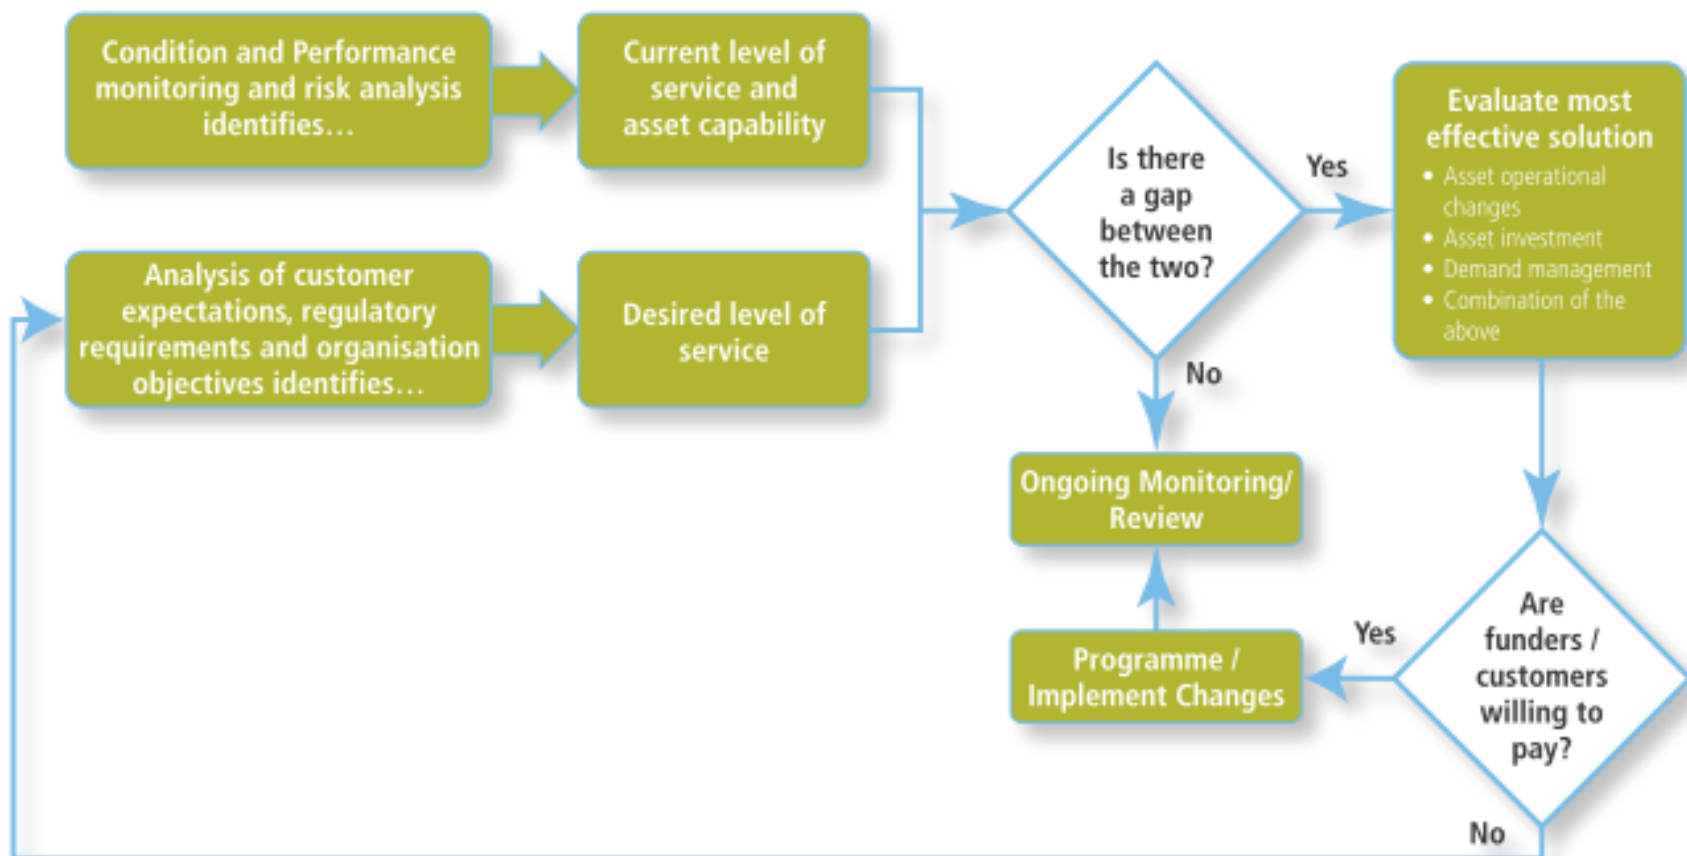 Condition and Performance
monitoring and risk analysis
identifies…
Current level of
service and
asset capability
Is there
a gap
between
the two?
Yes
Evaluate most
effective solution
• Asset operational
changes
• Asset investment
• Demand management
• Combination of the
above
Analysis of customer
expectations, regulatory
requirements and organisation
objectives identifies…
Desired level of
service
No
Ongoing Monitoring/
Review
Programme /
Implement Changes
Yes
Are
funders /
customers
willing to
pay?
No